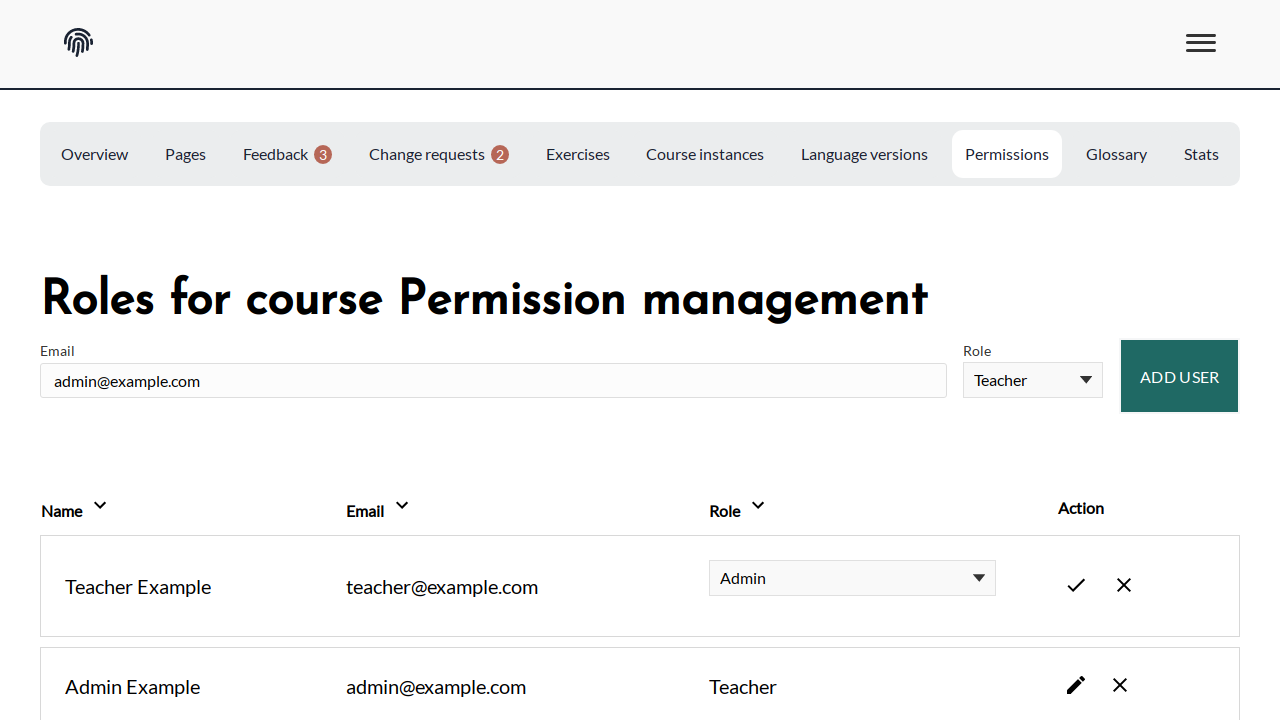 Overview Pages Feedback 3 Change requests 2 Exercises Course instances Language versions Permissions Glossary Stats
Roles for course Permission management
Email Role
admin@example.com Teacher ADD USER
Name Email Role Action
Teacher Example teacher@example.com Admin
Admin Example admin@example.com Teacher